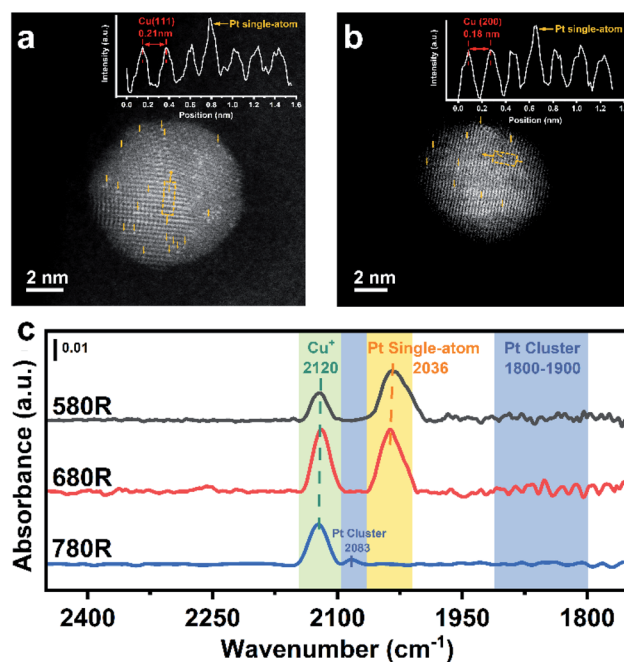 a
Cu(111)
0.21nm
Pt single-atom
Intensity (a.u.)
0.0 0.2 0.4 0.6 0.8 1.0 1.2 1.4 1.6
Position (nm)
2 nm
b
Cu (200)
0.18 nm
Pt single-atom
Intensity (a.u.)
0.0 0.2 0.4 0.6 0.8 1.0 1.2
Position (nm)
2 nm
c
0.01
Cu⁺
2120
Pt Single-atom
2036
Pt Cluster
1800-1900
580R
680R
780R
Pt Cluster
2083
Absorbance (a.u.)
2400 2250 2100 1950 1800
Wavenumber (cm⁻¹)